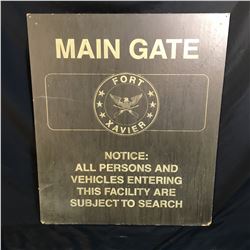 MAIN GATE
FORT
XAVIER
NOTICE:
ALL PERSONS AND
VEHICLES ENTERING
THIS FACILITY ARE
SUBJECT TO SEARCH